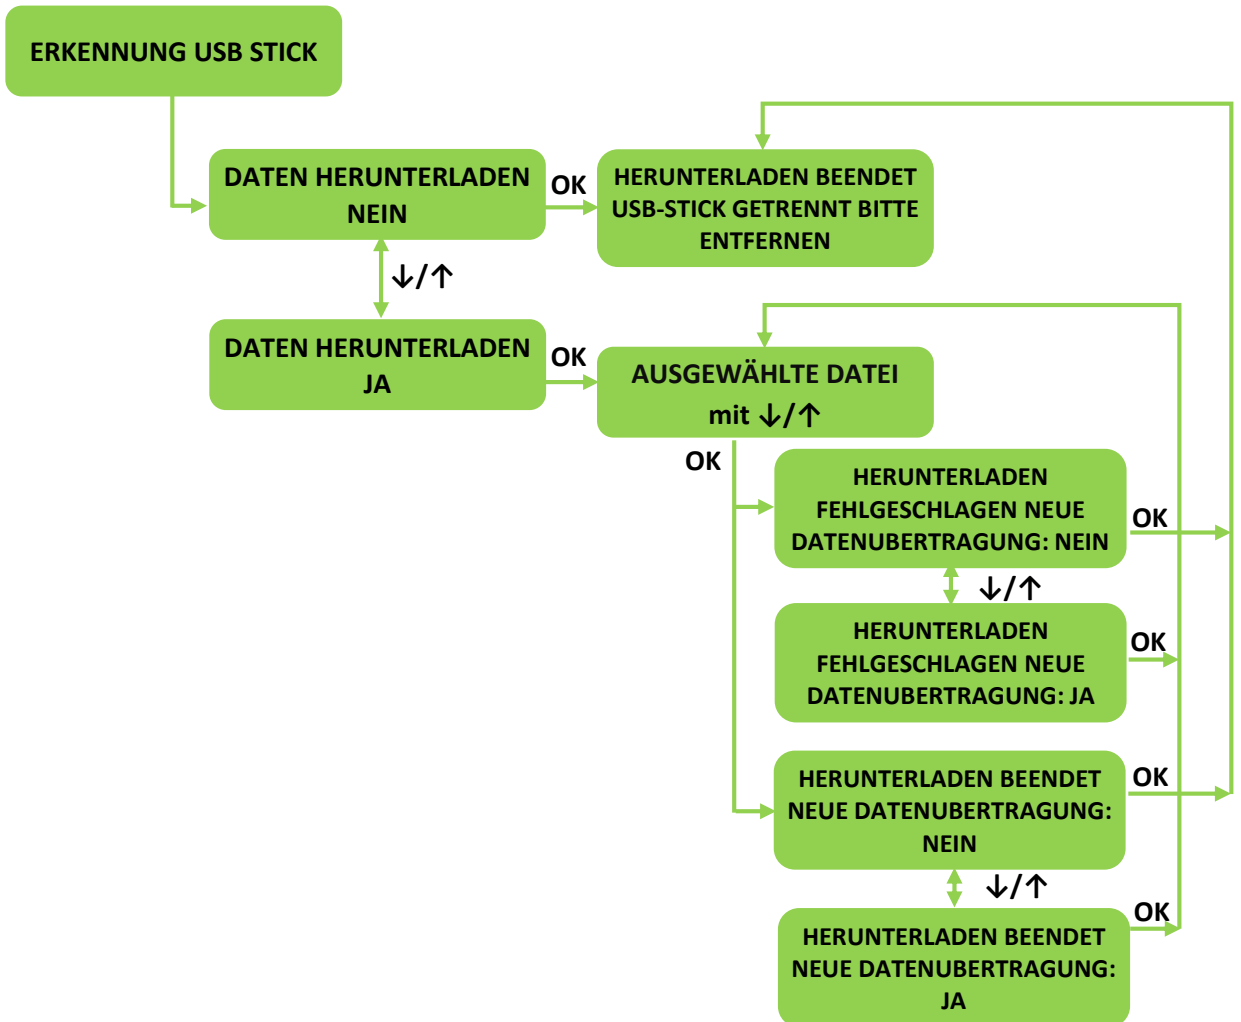 ERKENNUNG USB STICK
DATEN HERUNTERLADEN
NEIN
OK
HERUNTERLADEN BEENDET
USB-STICK GETRENNT BITTE
ENTFERNEN
↓/↑
DATEN HERUNTERLADEN
JA
OK
AUSGEWÄHLTE DATEI
mit ↓/↑
OK
HERUNTERLADEN
FEHLGESCHLAGEN NEUE
DATENUBERTRAGUNG: NEIN
OK
↓/↑
HERUNTERLADEN
FEHLGESCHLAGEN NEUE
DATENUBERTRAGUNG: JA
OK
HERUNTERLADEN BEENDET
NEUE DATENUBERTRAGUNG:
NEIN
OK
↓/↑
HERUNTERLADEN BEENDET
NEUE DATENUBERTRAGUNG:
JA
OK